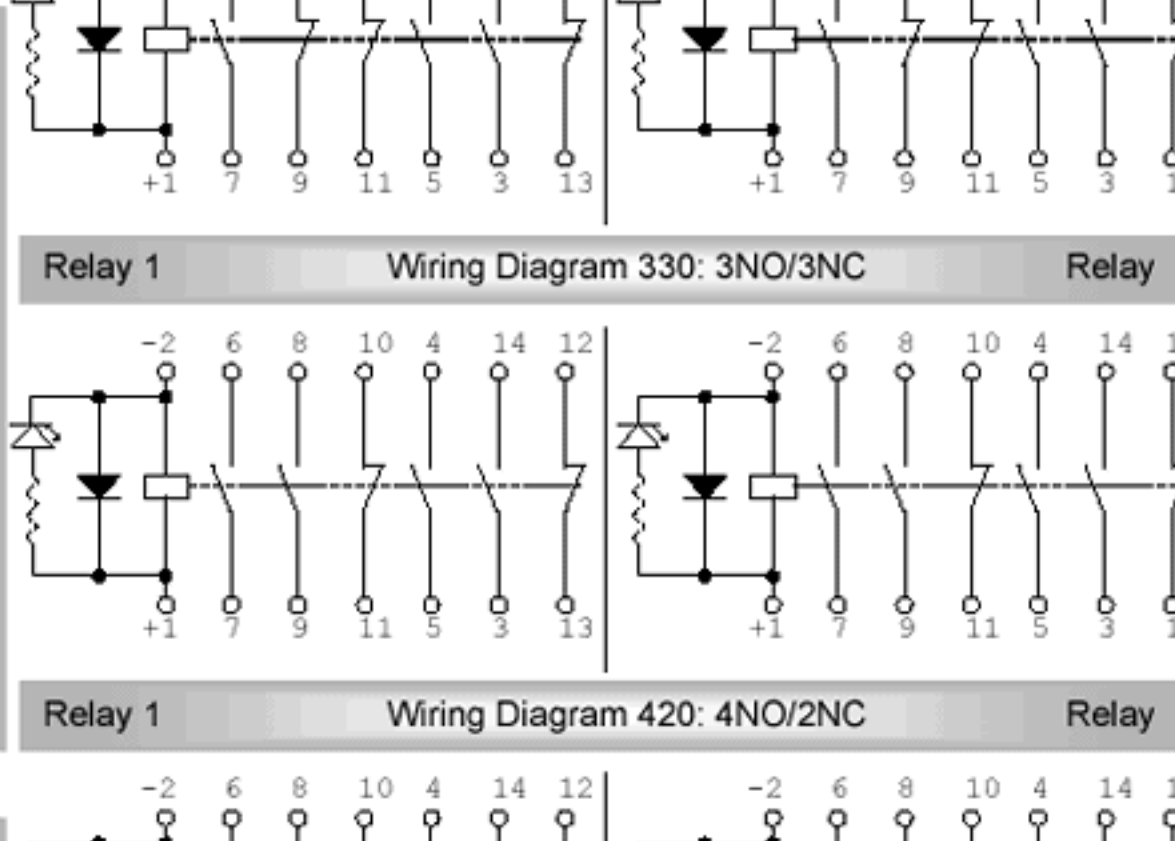 +1 7 9 11 5 3 13 +1 7 9 11 5 3
Relay 1 Wiring Diagram 330: 3NO/3NC Relay
-2 6 8 10 4 14 12 -2 6 8 10 4 14
+1 7 9 11 5 3 13 +1 7 9 11 5 3
Relay 1 Wiring Diagram 420: 4NO/2NC Relay
-2 6 8 10 4 14 12 -2 6 8 10 4 14